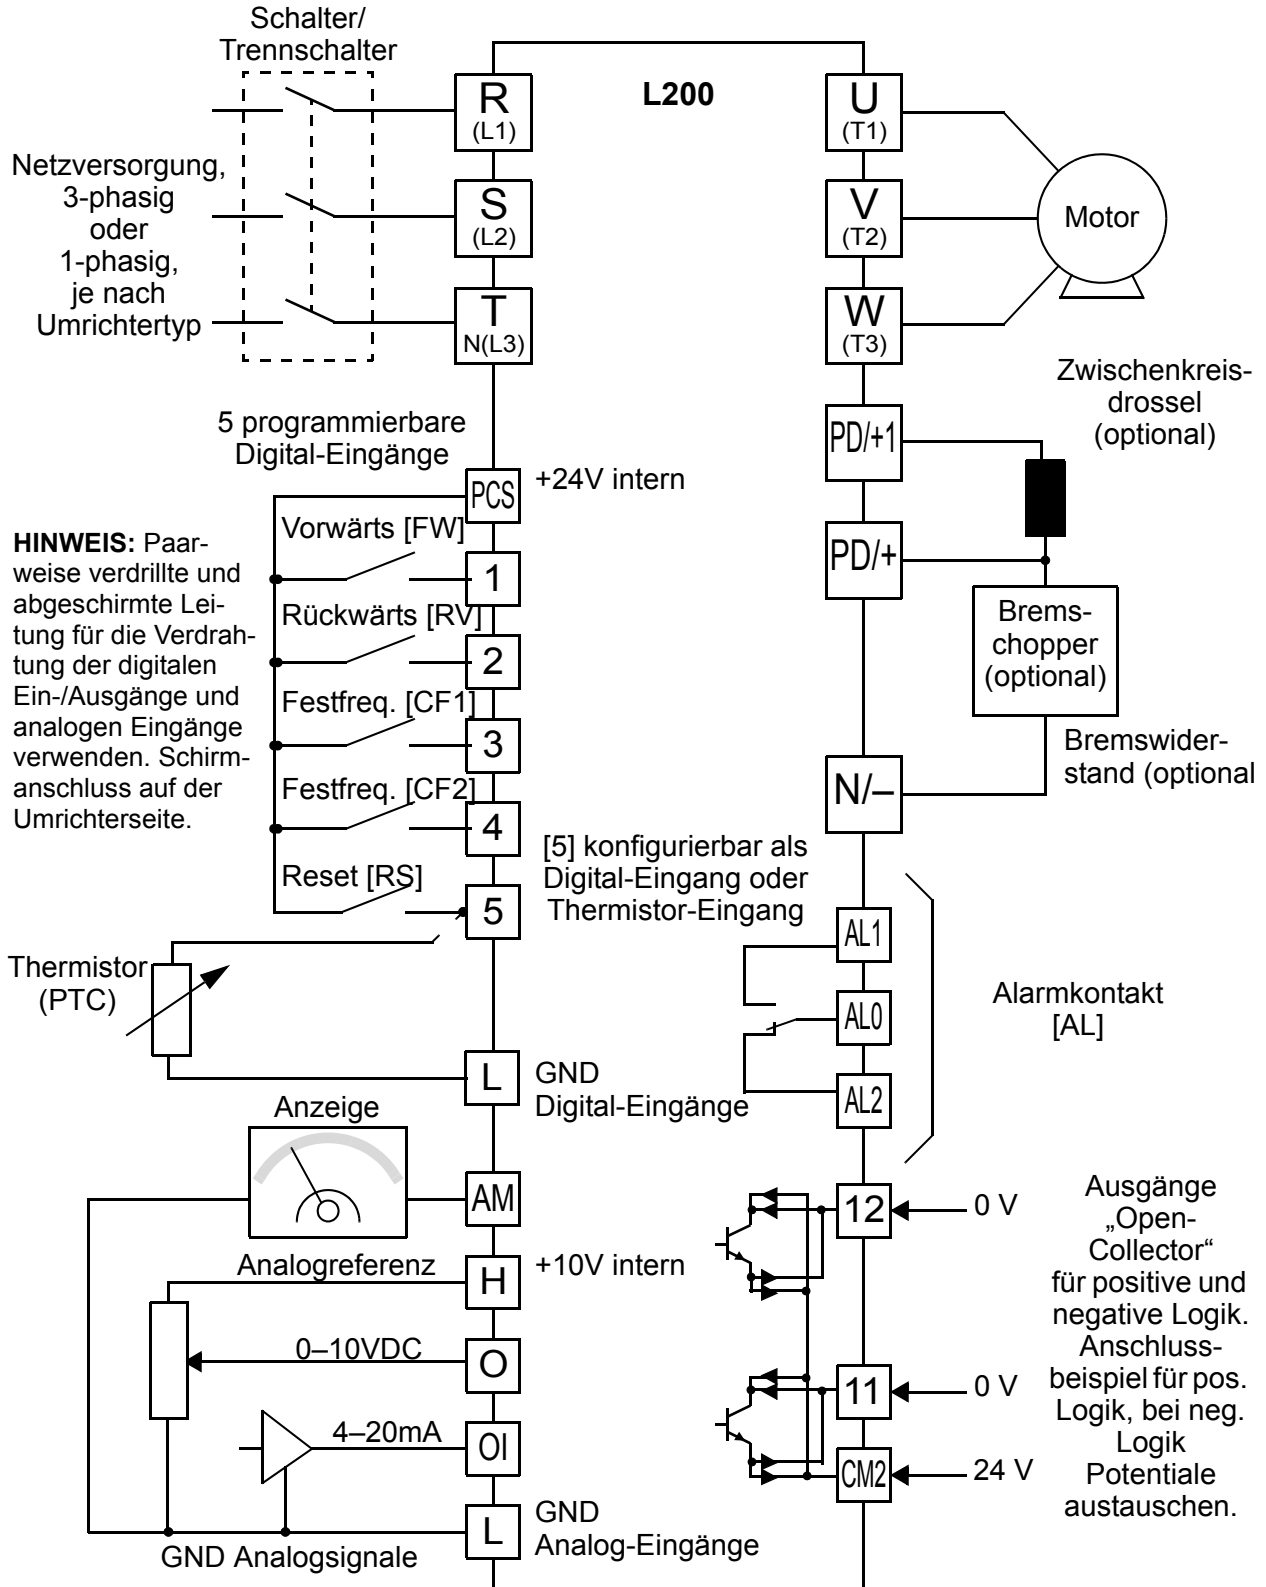 Schalter/
Trennschalter
L200
R
(L1)
U
(T1)
Netzversorgung,
3-phasig
oder
1-phasig,
je nach
Umrichtertyp
S
(L2)
V
(T2)
Motor
T
N(L3)
W
(T3)
Zwischenkreis-
drossel
(optional)
5 programmierbare
Digital-Eingänge
PD/+1
PCS
+24V intern
HINWEIS: Paar-
weise verdrillte und
abgeschirmte Lei-
tung für die Verdrah-
tung der digitalen
Ein-/Ausgänge und
analogen Eingänge
verwenden. Schirm-
anschluss auf der
Umrichterseite.
Vorwärts [FW]
1
PD/+
Rückwärts [RV]
2
Brems-
chopper
(optional)
Festfreq. [CF1]
3
Bremswider-
stand (optional
Festfreq. [CF2]
4
N/–
Reset [RS]
5
[5] konfigurierbar als
Digital-Eingang oder
Thermistor-Eingang
AL1
Thermistor
(PTC)
AL0
Alarmkontakt
[AL]
L
GND
Digital-Eingänge
AL2
Anzeige
AM
12
0 V
Ausgänge
„Open-
Collector“
für positive und
negative Logik.
Anschluss-
beispiel für pos.
Logik, bei neg.
Logik
Potentiale
austauschen.
Analogreferenz
H
+10V intern
0–10VDC
O
11
0 V
4–20mA
OI
CM2
24 V
L
GND
Analog-Eingänge
GND Analogsignale